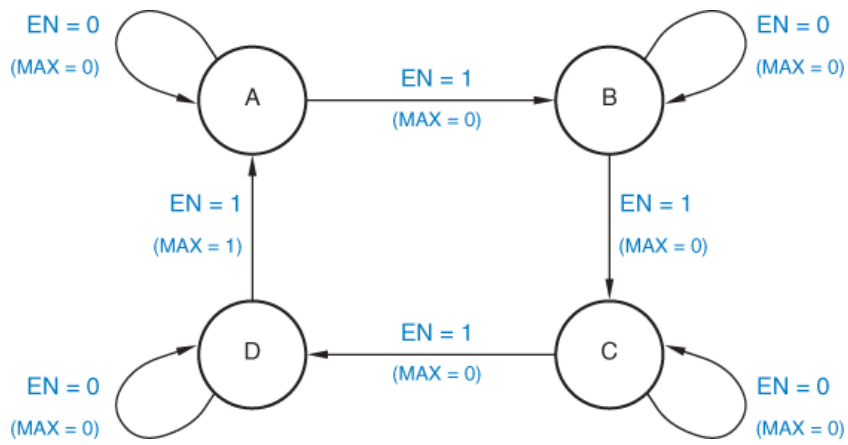 EN = 0
(MAX = 0)
A
EN = 1
(MAX = 0)
B
EN = 0
(MAX = 0)
EN = 1
(MAX = 1)
EN = 1
(MAX = 0)
EN = 0
(MAX = 0)
D
EN = 1
(MAX = 0)
C
EN = 0
(MAX = 0)